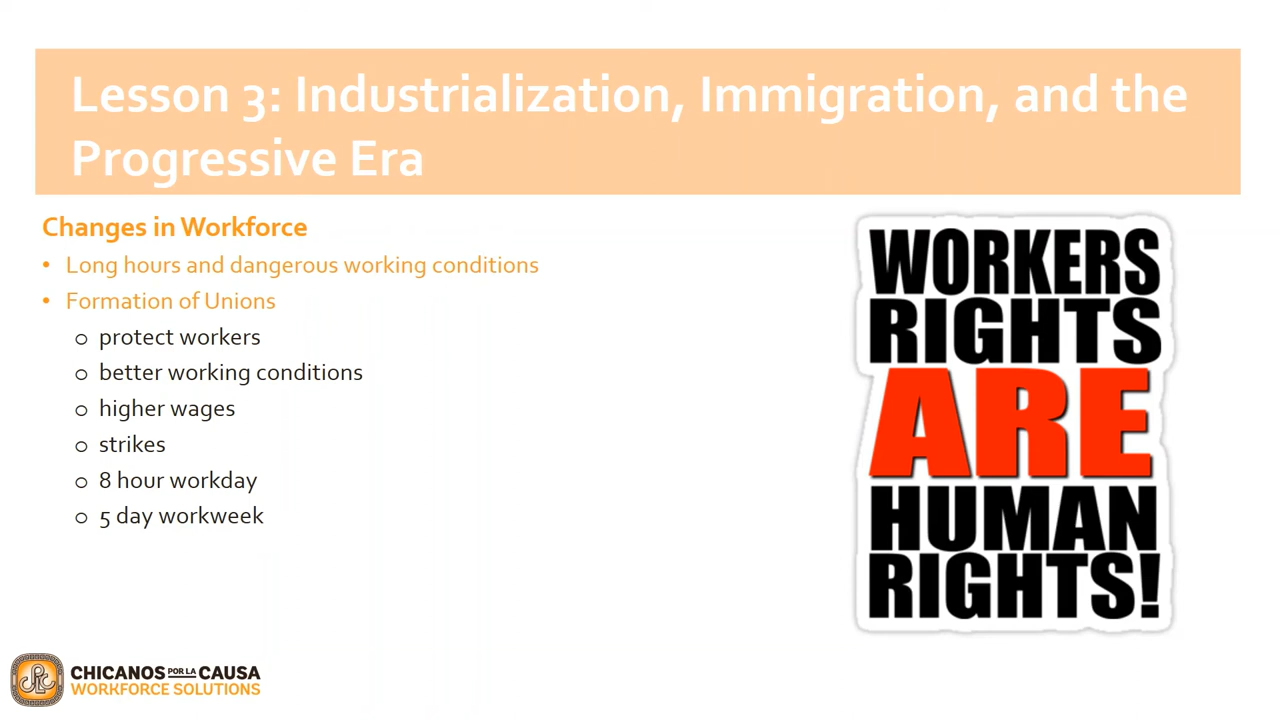 Lesson 3: Industrialization, Immigration, and the
Progressive Era
Changes in Workforce
• Long hours and dangerous working conditions
• Formation of Unions
o protect workers
o better working conditions
o higher wages
o strikes
o 8 hour workday
o 5 day workweek
WORKERS
RIGHTS
ARE
HUMAN
RIGHTS!
CPLC
CHICANOS POR LA CAUSA
WORKFORCE SOLUTIONS